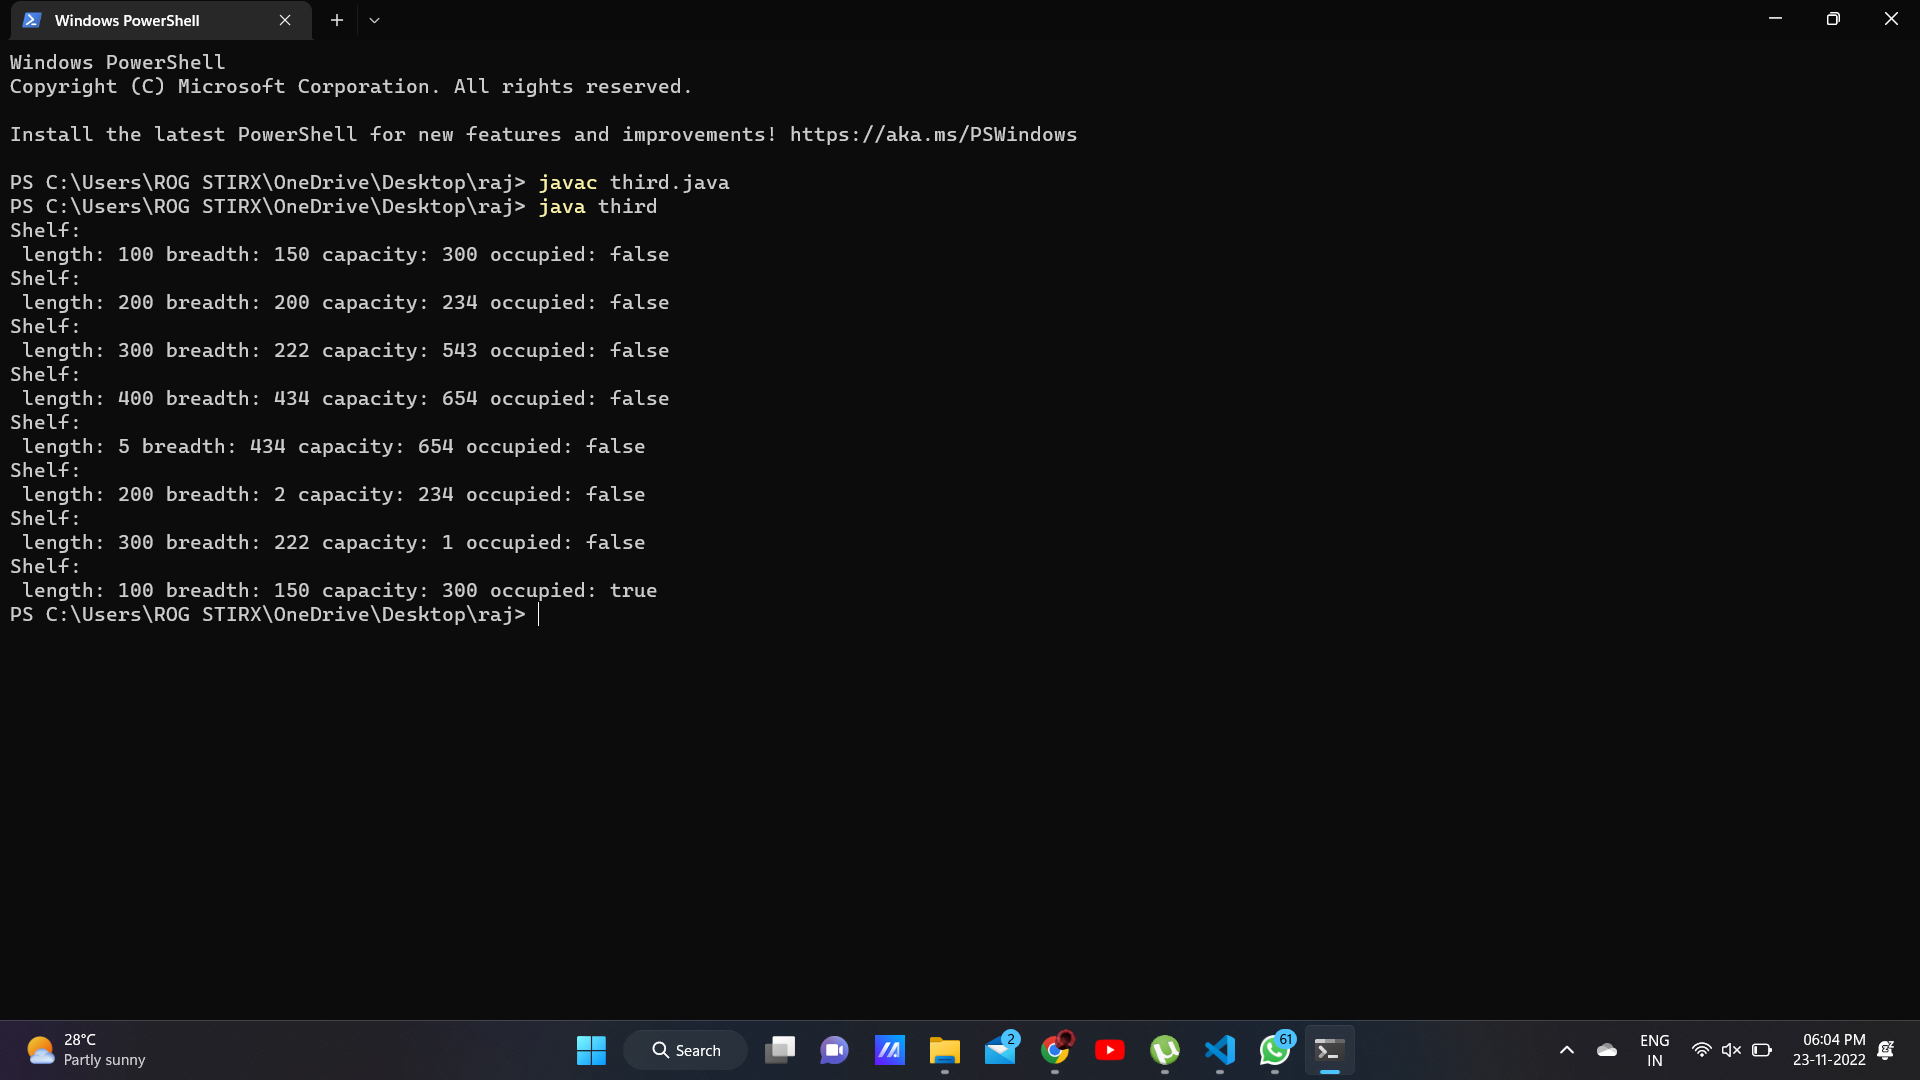 Windows PowerShell
Windows PowerShell
Copyright (C) Microsoft Corporation. All rights reserved.
Install the latest PowerShell for new features and improvements! https://aka.ms/PSWindows
PS C:\Users\ROG STIRX\OneDrive\Desktop\raj> javac third.java
PS C:\Users\ROG STIRX\OneDrive\Desktop\raj> java third
Shelf:
 length: 100 breadth: 150 capacity: 300 occupied: false
Shelf:
 length: 200 breadth: 200 capacity: 234 occupied: false
Shelf:
 length: 300 breadth: 222 capacity: 543 occupied: false
Shelf:
 length: 400 breadth: 434 capacity: 654 occupied: false
Shelf:
 length: 5 breadth: 434 capacity: 654 occupied: false
Shelf:
 length: 200 breadth: 2 capacity: 234 occupied: false
Shelf:
 length: 300 breadth: 222 capacity: 1 occupied: false
Shelf:
 length: 100 breadth: 150 capacity: 300 occupied: true
PS C:\Users\ROG STIRX\OneDrive\Desktop\raj>
28°C
Partly sunny
Search
2
61
ENG
IN
06:04 PM
23-11-2022